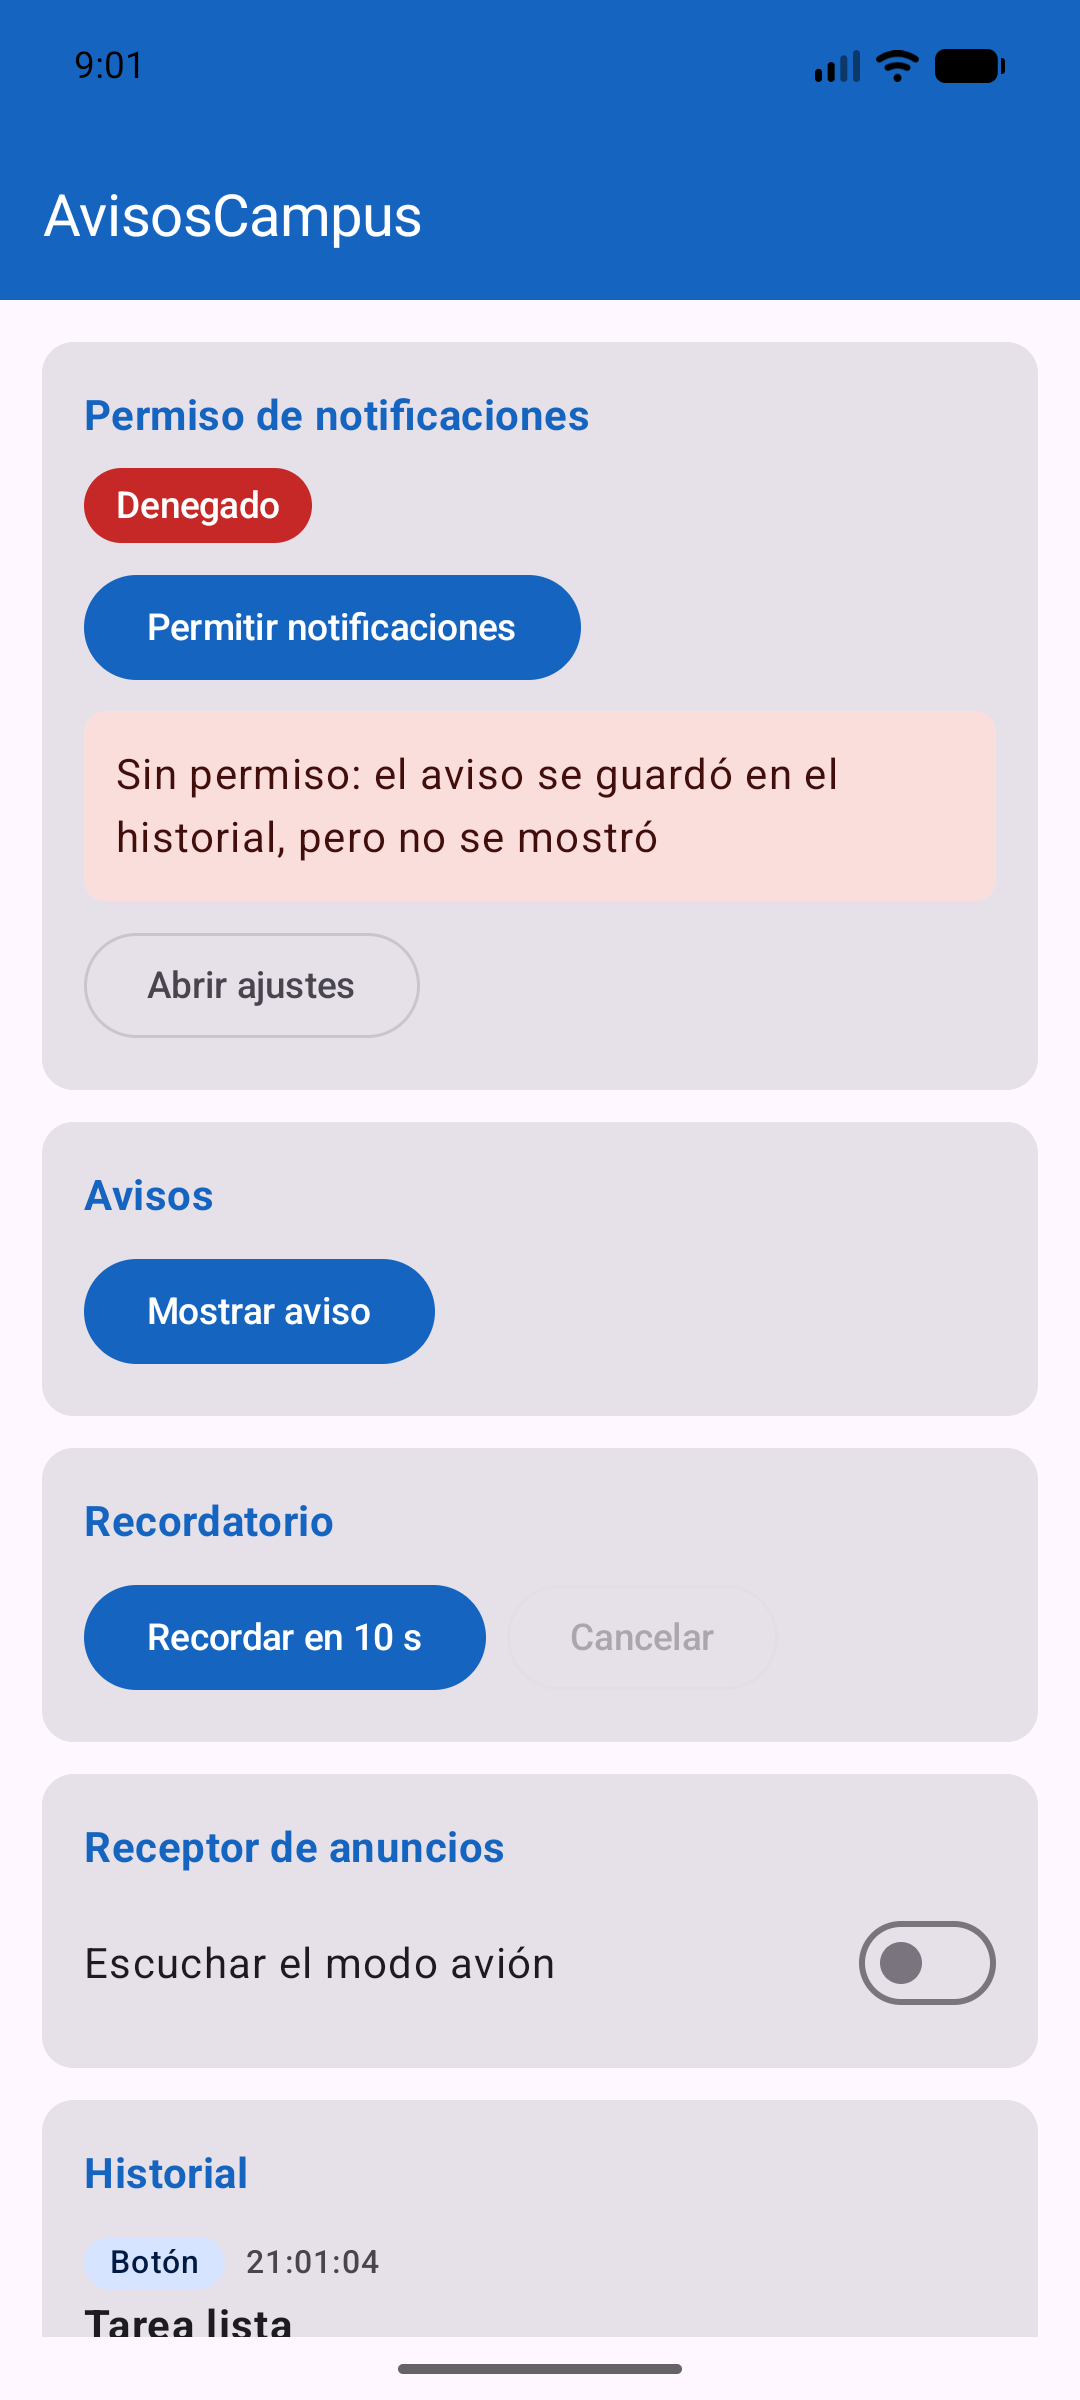 9:01
AvisosCampus
Permiso de notificaciones
Denegado
Permitir notificaciones
Sin permiso: el aviso se guardó en el
historial, pero no se mostró
Abrir ajustes
Avisos
Mostrar aviso
Recordatorio
Recordar en 10 s
Cancelar
Receptor de anuncios
Escuchar el modo avión
Historial
Botón 21:01:04
Tarea lista